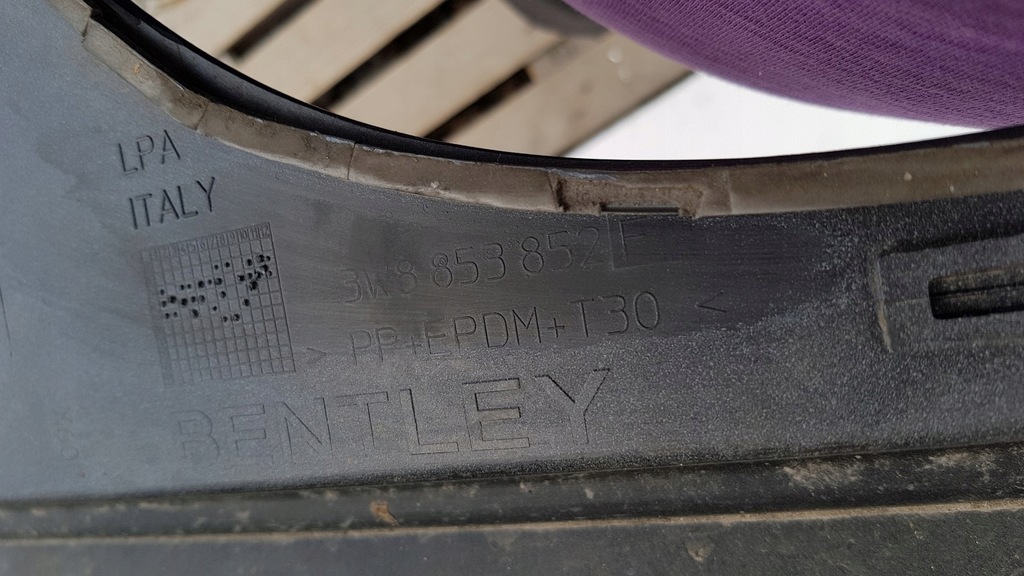 LPA
ITALY
3W8 853 852 F
> PP+EPDM+T30 <
BENTLEY